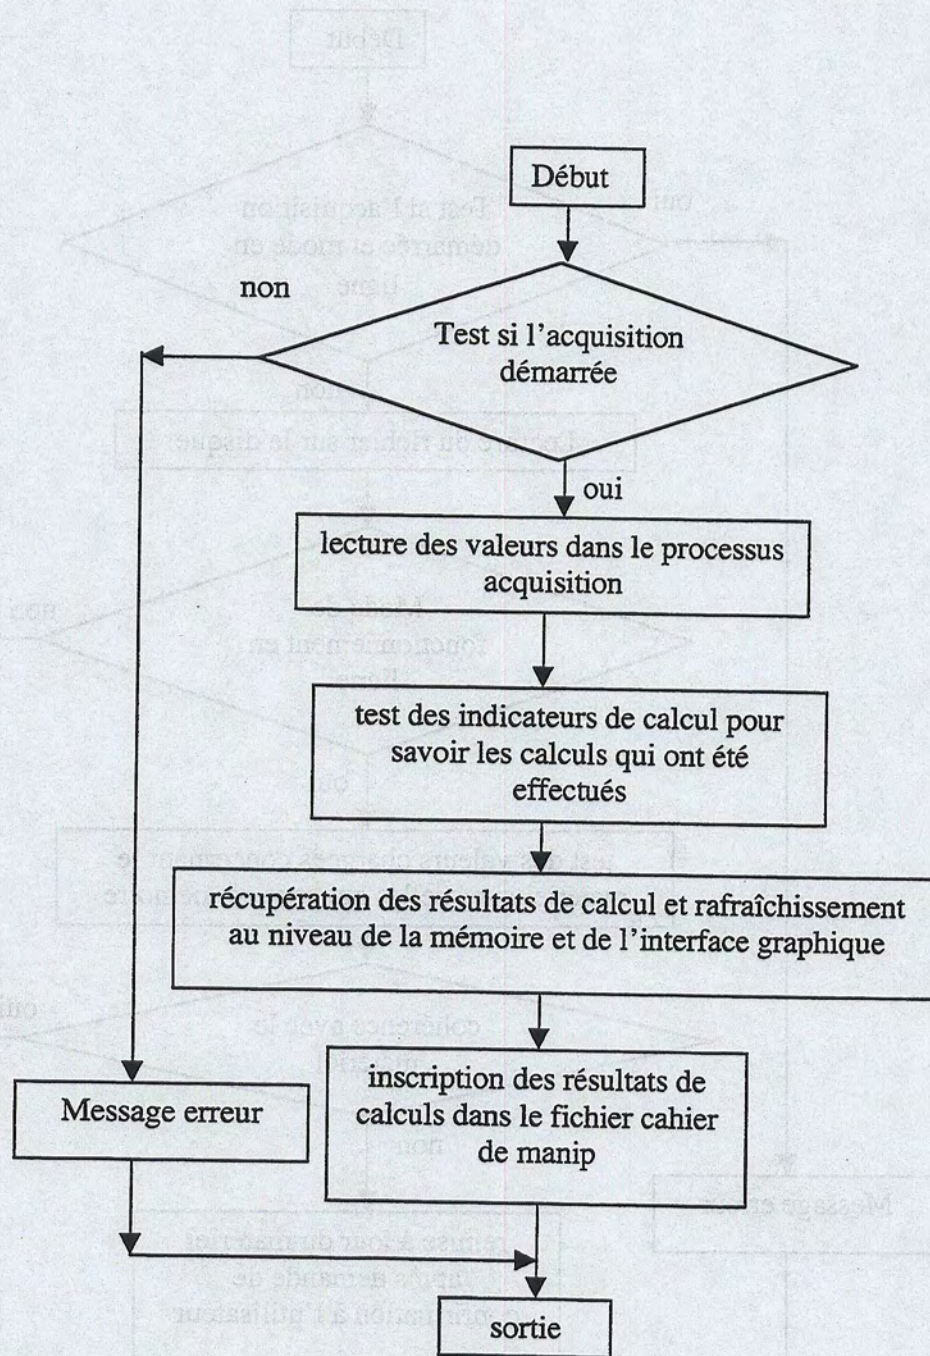 Début
non
Test si l'acquisition
démarrée
oui
lecture des valeurs dans le processus
acquisition
test des indicateurs de calcul pour
savoir les calculs qui ont été
effectués
récupération des résultats de calcul et rafraîchissement
au niveau de la mémoire et de l'interface graphique
Message erreur
inscription des résultats de
calculs dans le fichier cahier
de manip
sortie